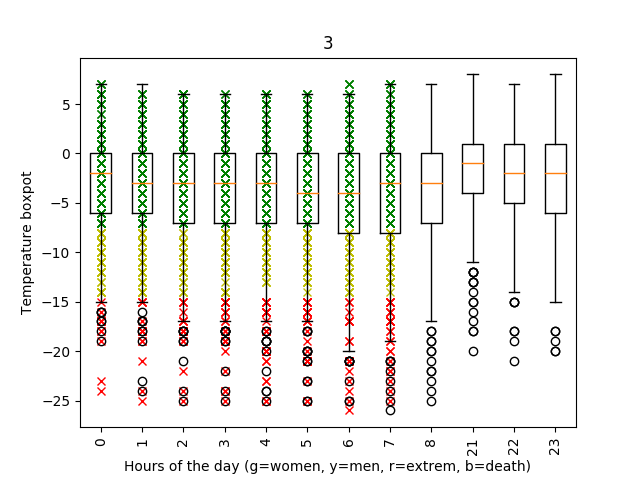 3
Temperature boxpot
5
0
−5
−10
−15
−20
−25
0 1 2 3 4 5 6 7 8 21 22 23
Hours of the day (g=women, y=men, r=extrem, b=death)